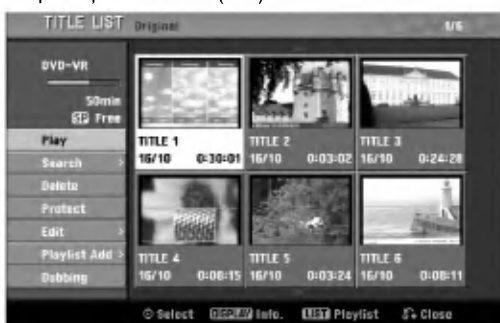 TITLE LIST Original 1/6
DVD-VR
50min
SP Free
Play
Search >
Delete
Protect
Edit >
Playlist Add >
Dubbing
TITLE 1
16/10 0:30:01
TITLE 2
16/10 0:03:02
TITLE 3
16/10 0:24:28
TITLE 4
16/10 0:08:15
TITLE 5
16/10 0:03:24
TITLE 6
16/10 0:08:11
Select DISPLAY Info. LIST Playlist Close